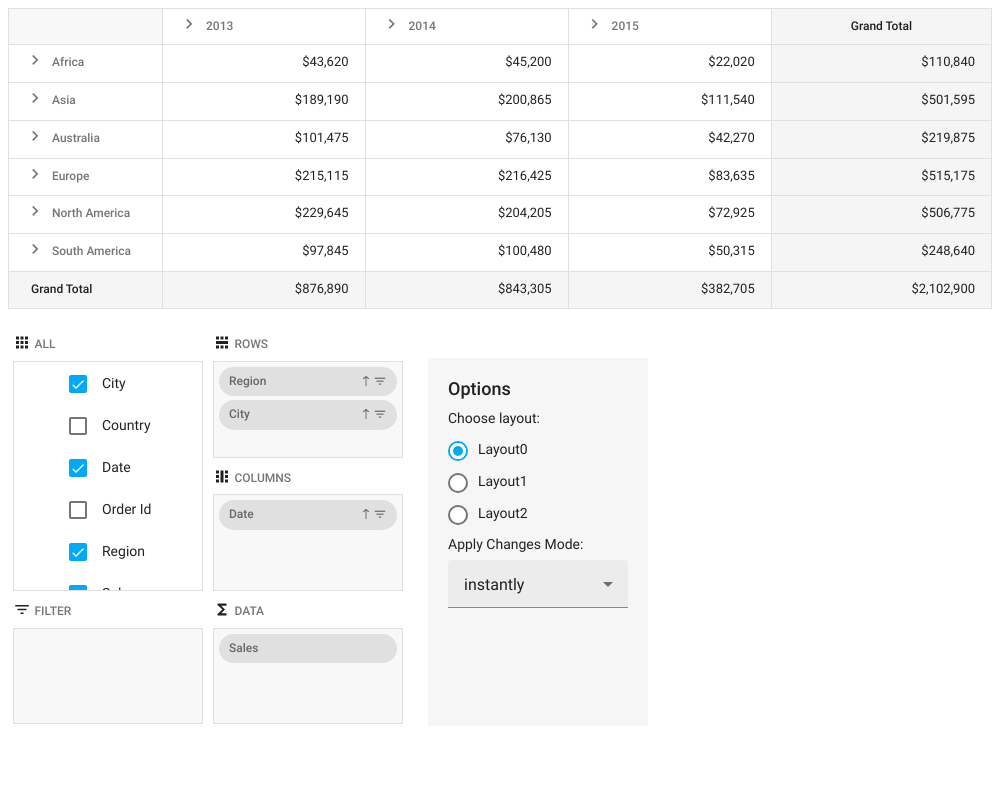 2013 2014 2015 Grand Total
Africa $43,620 $45,200 $22,020 $110,840
Asia $189,190 $200,865 $111,540 $501,595
Australia $101,475 $76,130 $42,270 $219,875
Europe $215,115 $216,425 $83,635 $515,175
North America $229,645 $204,205 $72,925 $506,775
South America $97,845 $100,480 $50,315 $248,640
Grand Total $876,890 $843,305 $382,705 $2,102,900
ALL
City
Country
Date
Order Id
Region
FILTER
ROWS
Region
City
COLUMNS
Date
DATA
Sales
Options
Choose layout:
Layout0
Layout1
Layout2
Apply Changes Mode:
instantly